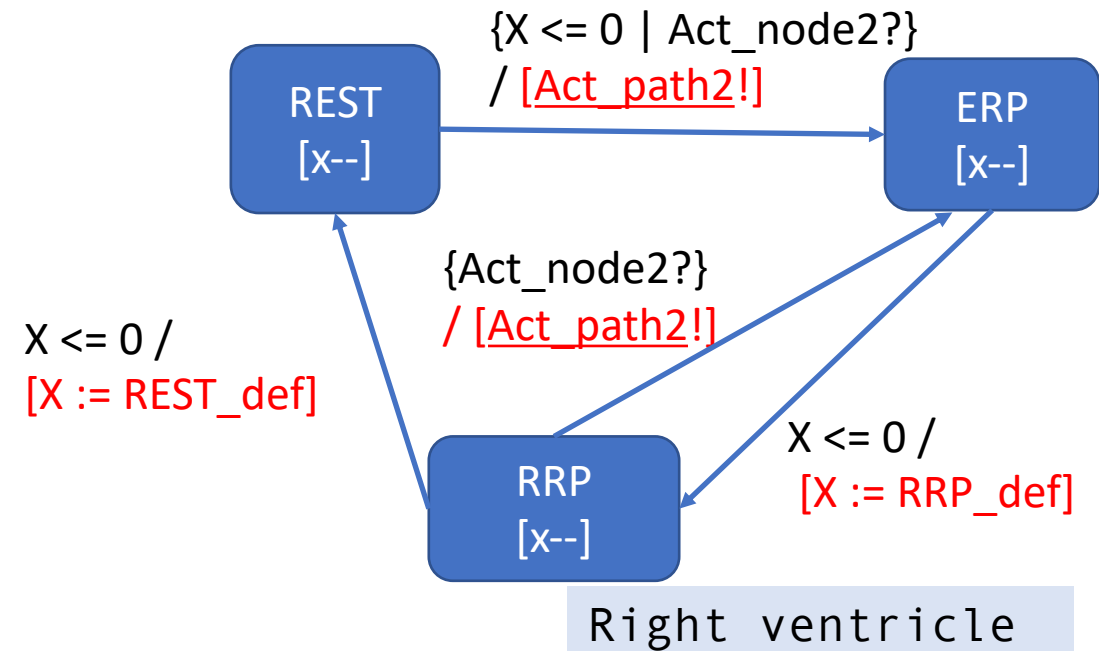 {X <= 0 | Act_node2?}
/ [Act_path2!]
REST
[x--]
ERP
[x--]
{Act_node2?}
/ [Act_path2!]
X <= 0 /
[X := REST_def]
X <= 0 /
[X := RRP_def]
RRP
[x--]
Right ventricle